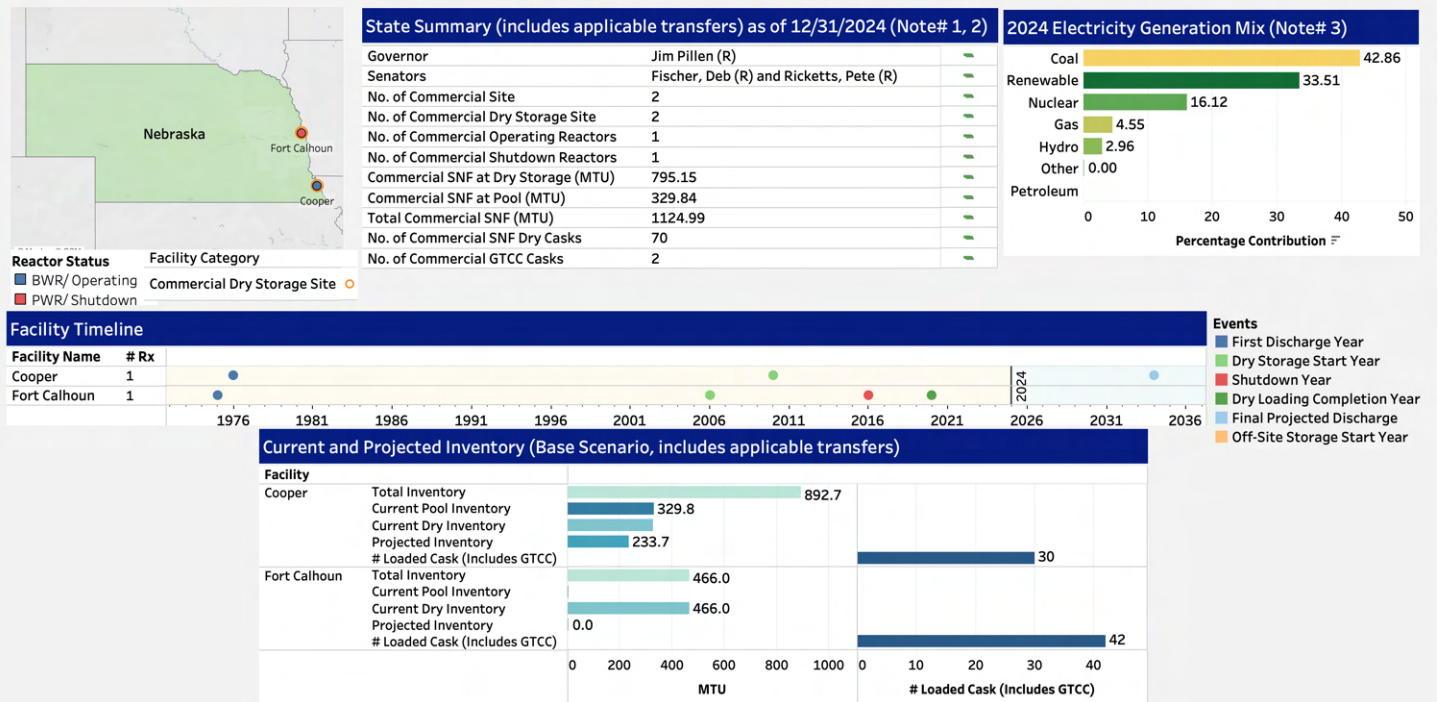 Nebraska
Fort Calhoun
Cooper
Reactor Status
BWR/ Operating
PWR/ Shutdown
Facility Category
Commercial Dry Storage Site
State Summary (includes applicable transfers) as of 12/31/2024 (Note# 1, 2)
Governor Jim Pillen (R)
Senators Fischer, Deb (R) and Ricketts, Pete (R)
No. of Commercial Site 2
No. of Commercial Dry Storage Site 2
No. of Commercial Operating Reactors 1
No. of Commercial Shutdown Reactors 1
Commercial SNF at Dry Storage (MTU) 795.15
Commercial SNF at Pool (MTU) 329.84
Total Commercial SNF (MTU) 1124.99
No. of Commercial SNF Dry Casks 70
No. of Commercial GTCC Casks 2
2024 Electricity Generation Mix (Note# 3)
Coal 42.86
Renewable 33.51
Nuclear 16.12
Gas 4.55
Hydro 2.96
Other 0.00
Petroleum
0 10 20 30 40 50
Percentage Contribution
Facility Timeline
Facility Name # Rx
Cooper 1
Fort Calhoun 1
2024
1976 1981 1986 1991 1996 2001 2006 2011 2016 2021 2026 2031 2036
Events
First Discharge Year
Dry Storage Start Year
Shutdown Year
Dry Loading Completion Year
Final Projected Discharge
Off-Site Storage Start Year
Current and Projected Inventory (Base Scenario, includes applicable transfers)
Facility
Cooper Total Inventory 892.7
Current Pool Inventory 329.8
Current Dry Inventory
Projected Inventory 233.7
# Loaded Cask (Includes GTCC) 30
Fort Calhoun Total Inventory 466.0
Current Pool Inventory
Current Dry Inventory 466.0
Projected Inventory 0.0
# Loaded Cask (Includes GTCC) 42
0 200 400 600 800 1000 0 10 20 30 40
MTU # Loaded Cask (Includes GTCC)